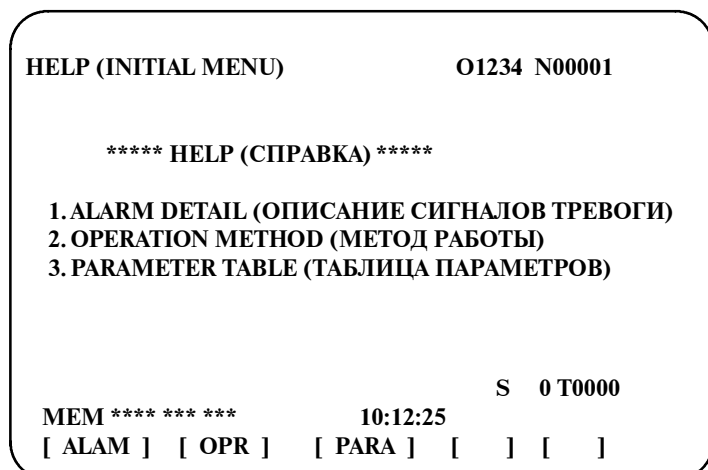 HELP (INITIAL MENU) O1234 N00001
***** HELP (СПРАВКА) *****
1. ALARM DETAIL (ОПИСАНИЕ СИГНАЛОВ ТРЕВОГИ)
2. OPERATION METHOD (МЕТОД РАБОТЫ)
3. PARAMETER TABLE (ТАБЛИЦА ПАРАМЕТРОВ)
S 0 T0000
MEM **** *** *** 10:12:25
[ ALAM ] [ OPR ] [ PARA ] [ ] [ ]